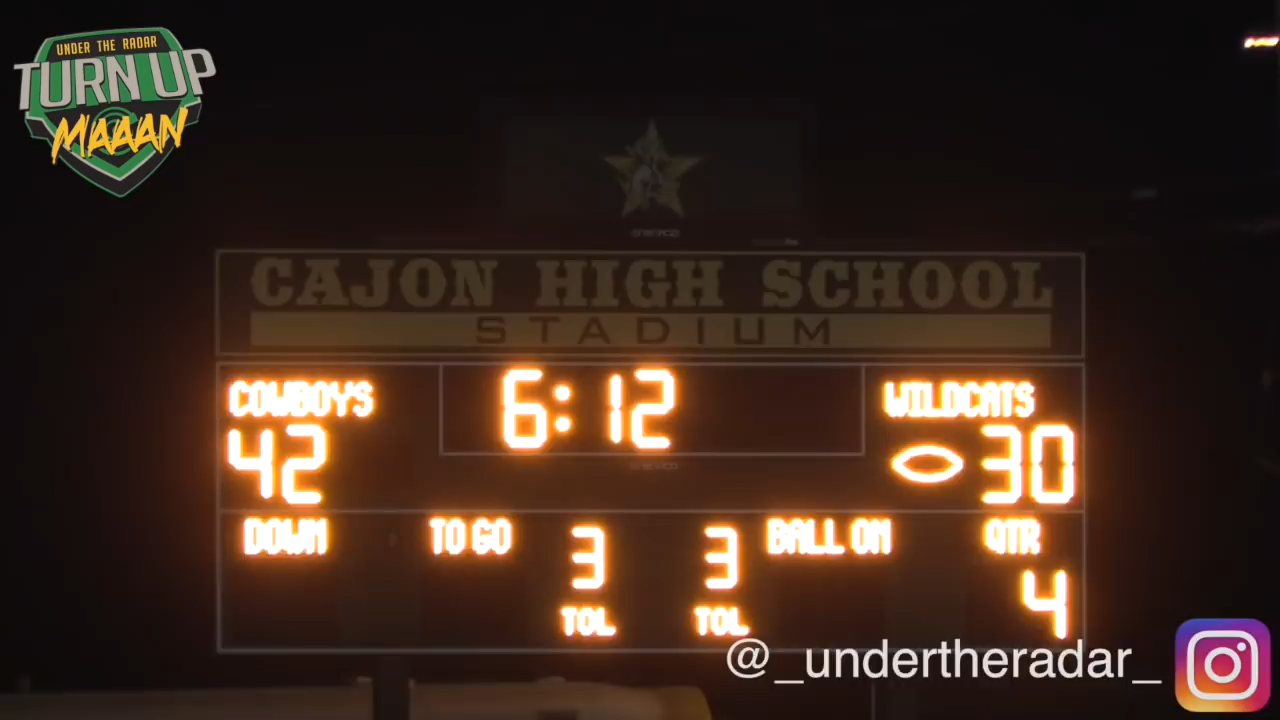 UNDER THE RADAR
TURN UP
MAAAN
CAJON HIGH SCHOOL
STADIUM
COWBOYS
6:12
WILDCATS
42
30
DOWN
TO GO
3
3
BALL ON
QTR
TOL
TOL
4
@_undertheradar_